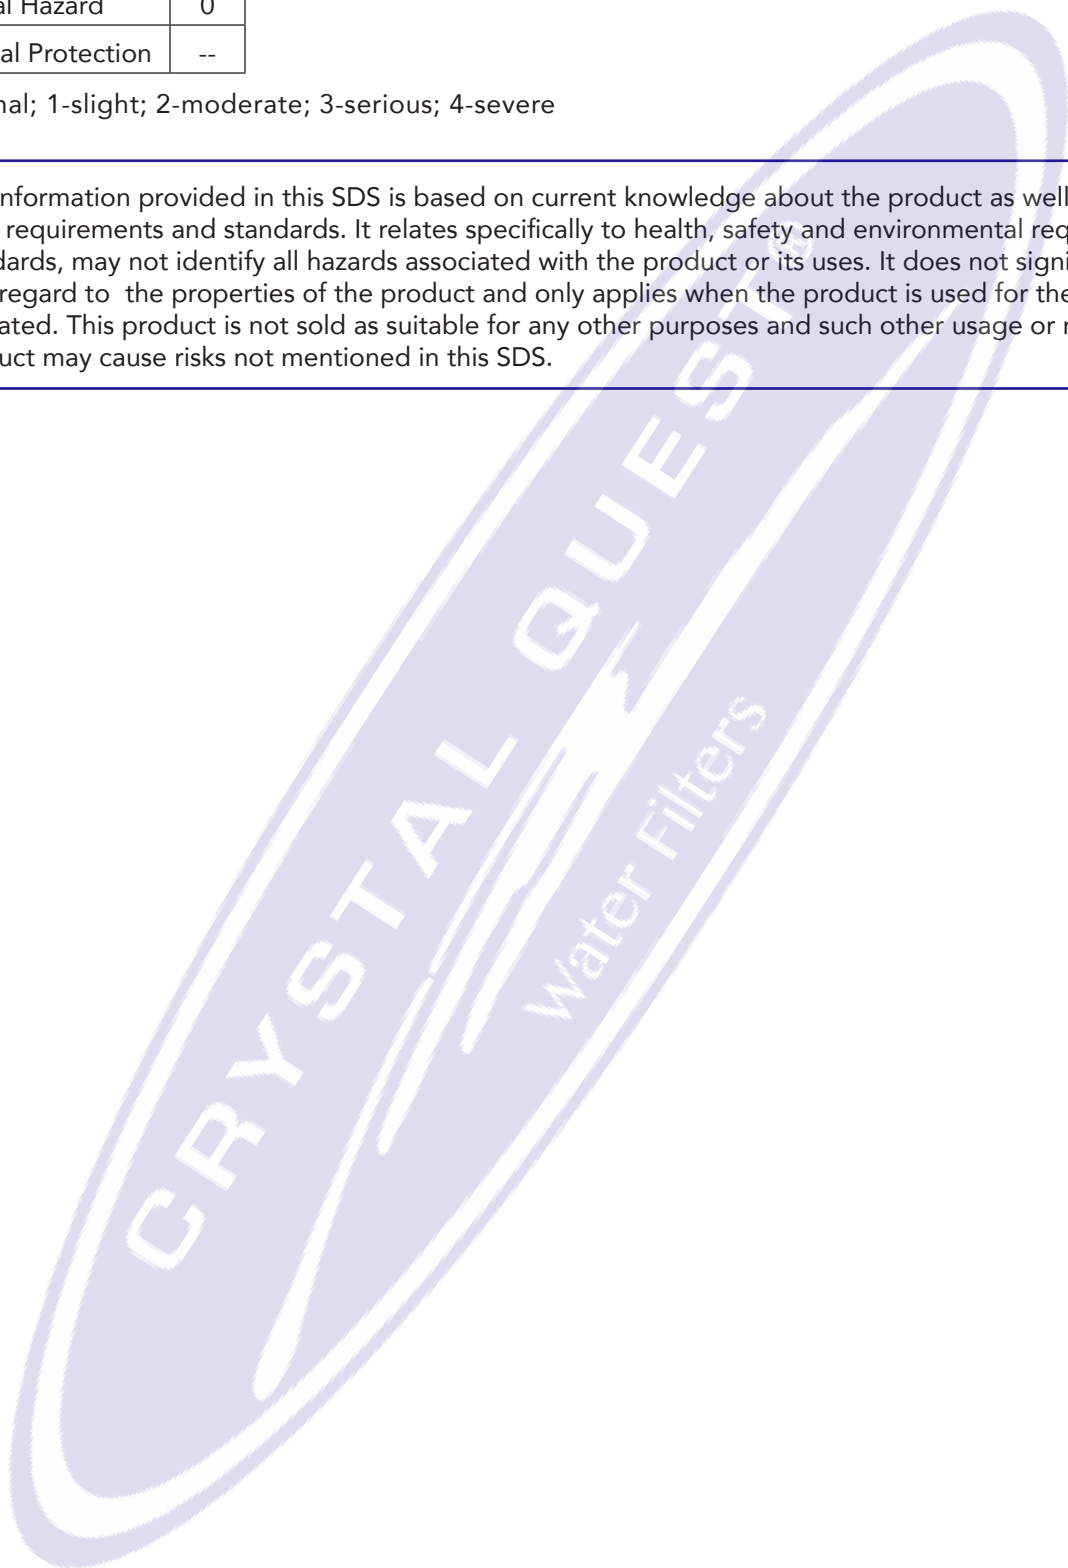 al Hazard 0
al Protection --
nal; 1-slight; 2-moderate; 3-serious; 4-severe
nformation provided in this SDS is based on current knowledge about the product as well
requirements and standards. It relates specifically to health, safety and environmental req
dards, may not identify all hazards associated with the product or its uses. It does not signi
regard to the properties of the product and only applies when the product is used for the
ated. This product is not sold as suitable for any other purposes and such other usage or
uct may cause risks not mentioned in this SDS.
CRYSTAL QUEST®
Water Filters